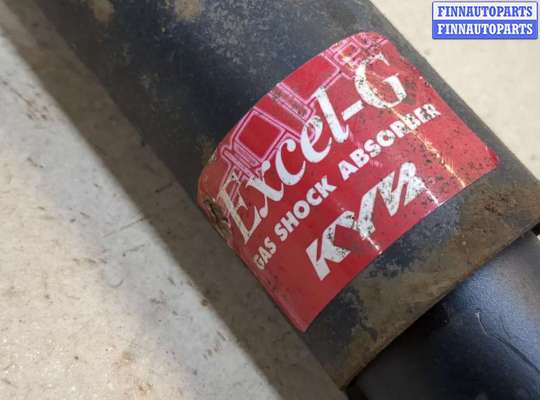 FINNAUTOPARTS
FINNAUTOPARTS
Excel-G
GAS SHOCK ABSORBER
KYB